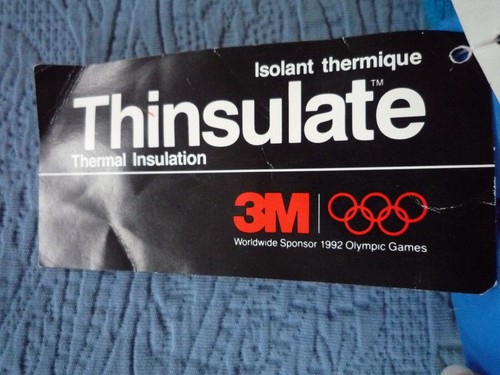 Isolant thermique
Thinsulate™
Thermal Insulation
3M
Worldwide Sponsor 1992 Olympic Games